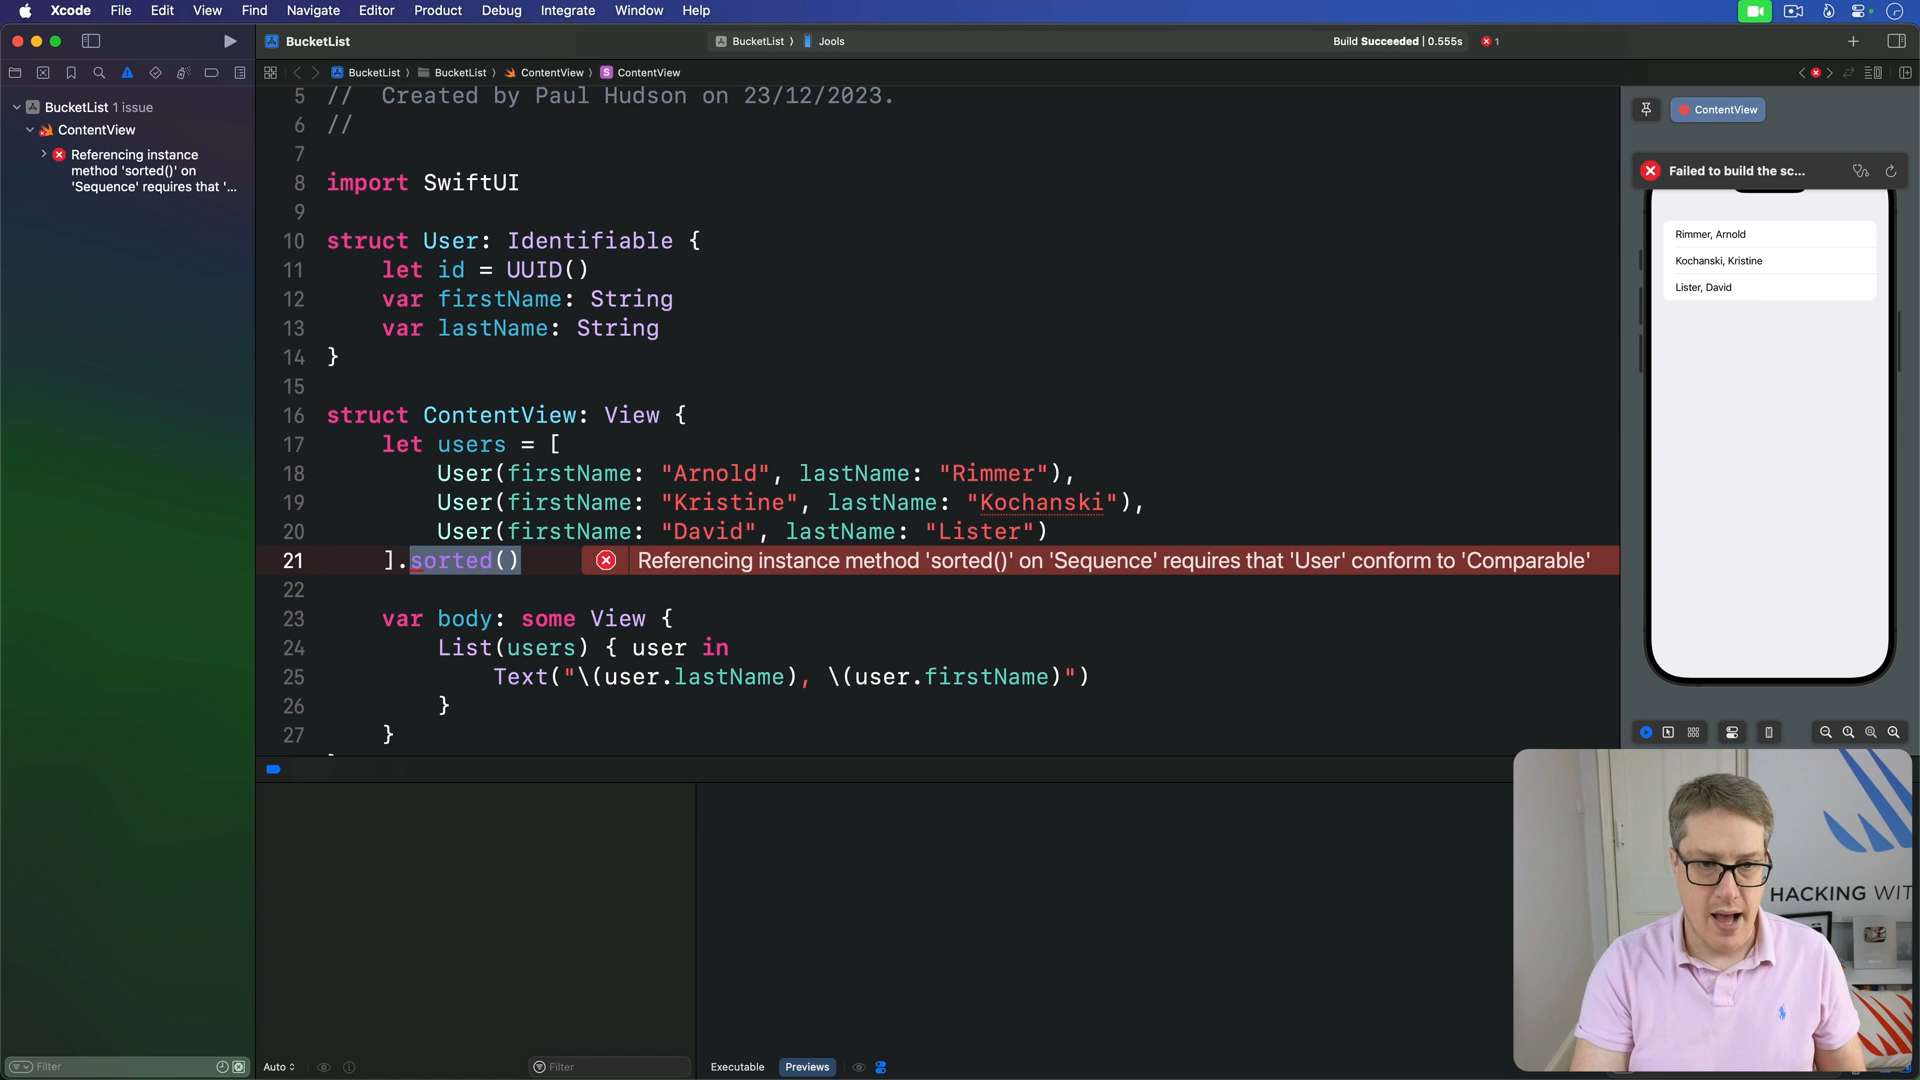 Xcode File Edit View Find Navigate Editor Product Debug Integrate Window Help
BucketList
BucketList ⟩ Jools
Build Succeeded | 0.555s
1
BucketList ⟩ BucketList ⟩ ContentView ⟩ S ContentView
BucketList 1 issue
ContentView
Referencing instance
method 'sorted()' on
'Sequence' requires that '...
5 //  Created by Paul Hudson on 23/12/2023.
6 //
7
8 import SwiftUI
9
10 struct User: Identifiable {
11     let id = UUID()
12     var firstName: String
13     var lastName: String
14 }
15
16 struct ContentView: View {
17     let users = [
18         User(firstName: "Arnold", lastName: "Rimmer"),
19         User(firstName: "Kristine", lastName: "Kochanski"),
20         User(firstName: "David", lastName: "Lister")
21     ].sorted() Referencing instance method 'sorted()' on 'Sequence' requires that 'User' conform to 'Comparable'
22
23     var body: some View {
24         List(users) { user in
25             Text("\(user.lastName), \(user.firstName)")
26         }
27     }
ContentView
Failed to build the sc...
Rimmer, Arnold
Kochanski, Kristine
Lister, David
HACKING WIT
Filter
Auto
Filter
Executable
Previews